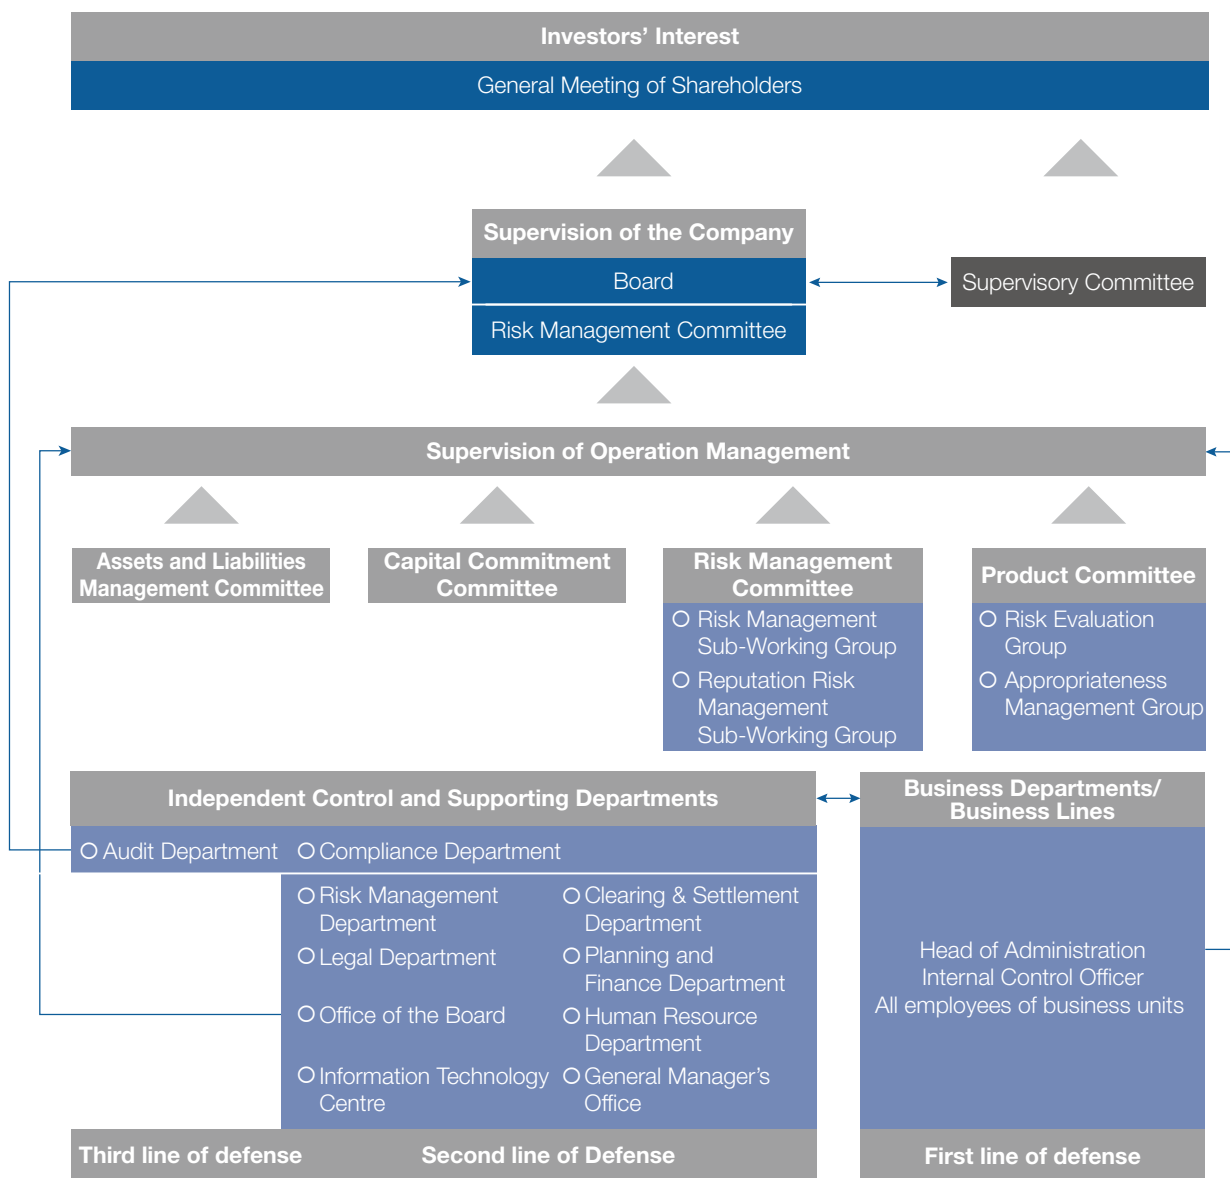 Investors’ Interest
General Meeting of Shareholders
Supervision of the Company
Board
Risk Management Committee
Supervisory Committee
Supervision of Operation Management
Assets and Liabilities
Management Committee
Capital Commitment
Committee
Risk Management
Committee
Risk Management
Sub-Working Group
Reputation Risk
Management
Sub-Working Group
Product Committee
Risk Evaluation
Group
Appropriateness
Management Group
Independent Control and Supporting Departments
Audit Department
Compliance Department
Risk Management
Department
Legal Department
Office of the Board
Information Technology
Centre
Clearing & Settlement
Department
Planning and
Finance Department
Human Resource
Department
General Manager’s
Office
Third line of defense
Second line of Defense
Business Departments/
Business Lines
Head of Administration
Internal Control Officer
All employees of business units
First line of defense